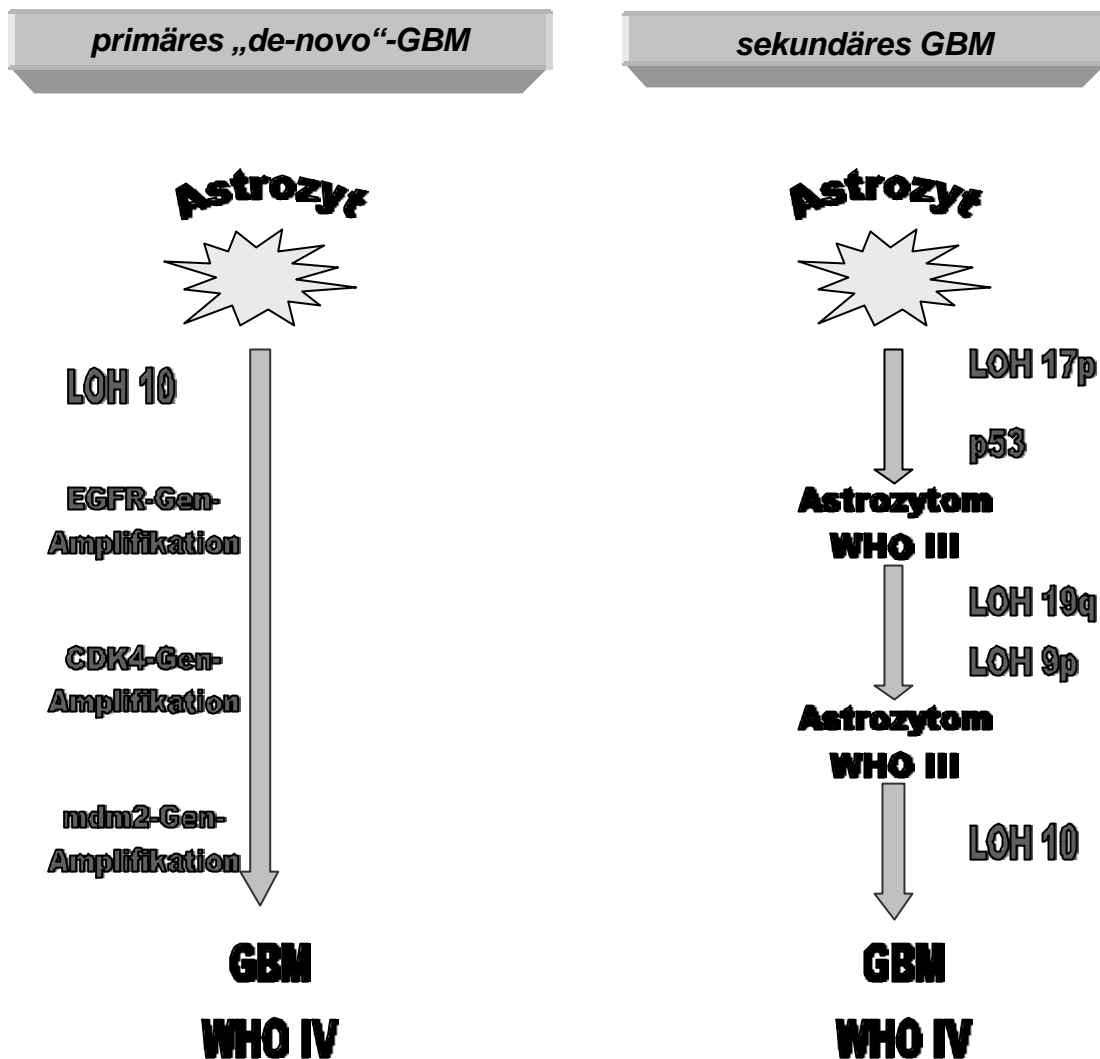 primäres „de-novo“-GBM
Astrozyt
LOH 10
EGFR-Gen-
Amplifikation
CDK4-Gen-
Amplifikation
mdm2-Gen-
Amplifikation
GBM
WHO IV
sekundäres GBM
Astrozyt
LOH 17p
p53
Astrozytom
WHO III
LOH 19q
LOH 9p
Astrozytom
WHO III
LOH 10
GBM
WHO IV